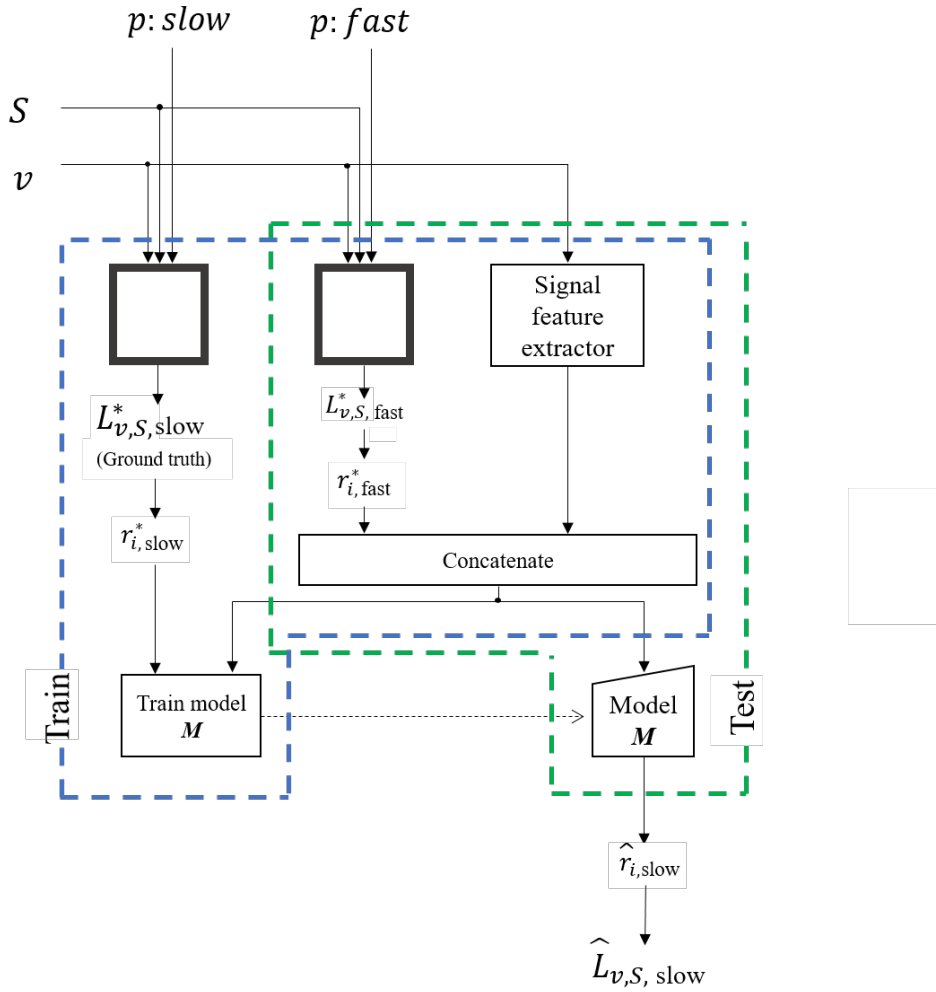 p: slow
p: fast
S
v
Signal
feature
extractor
L*v,S,slow
(Ground truth)
L*v,S,fast
r*i,slow
r*i,fast
Concatenate
Train
Train model
M
Model
M
Test
r̂i,slow
L̂v,S, slow